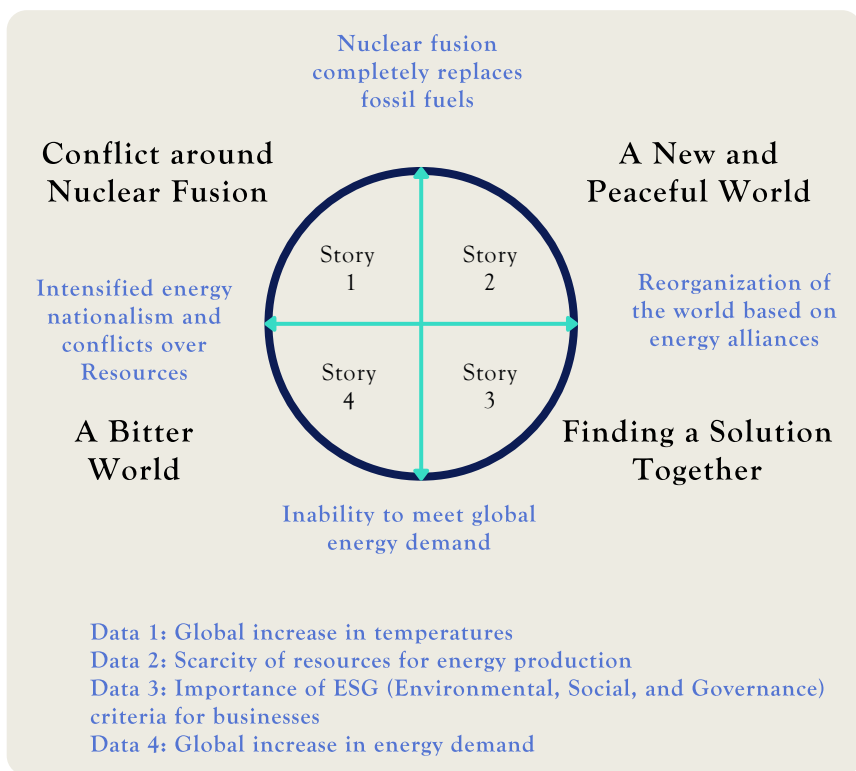 Nuclear fusion
completely replaces
fossil fuels
Conflict around
Nuclear Fusion
A New and
Peaceful World
Story
1
Story
2
Intensified energy
nationalism and
conflicts over
Resources
Reorganization of
the world based on
energy alliances
Story
4
Story
3
A Bitter
World
Finding a Solution
Together
Inability to meet global
energy demand
Data 1: Global increase in temperatures
Data 2: Scarcity of resources for energy production
Data 3: Importance of ESG (Environmental, Social, and Governance)
criteria for businesses
Data 4: Global increase in energy demand